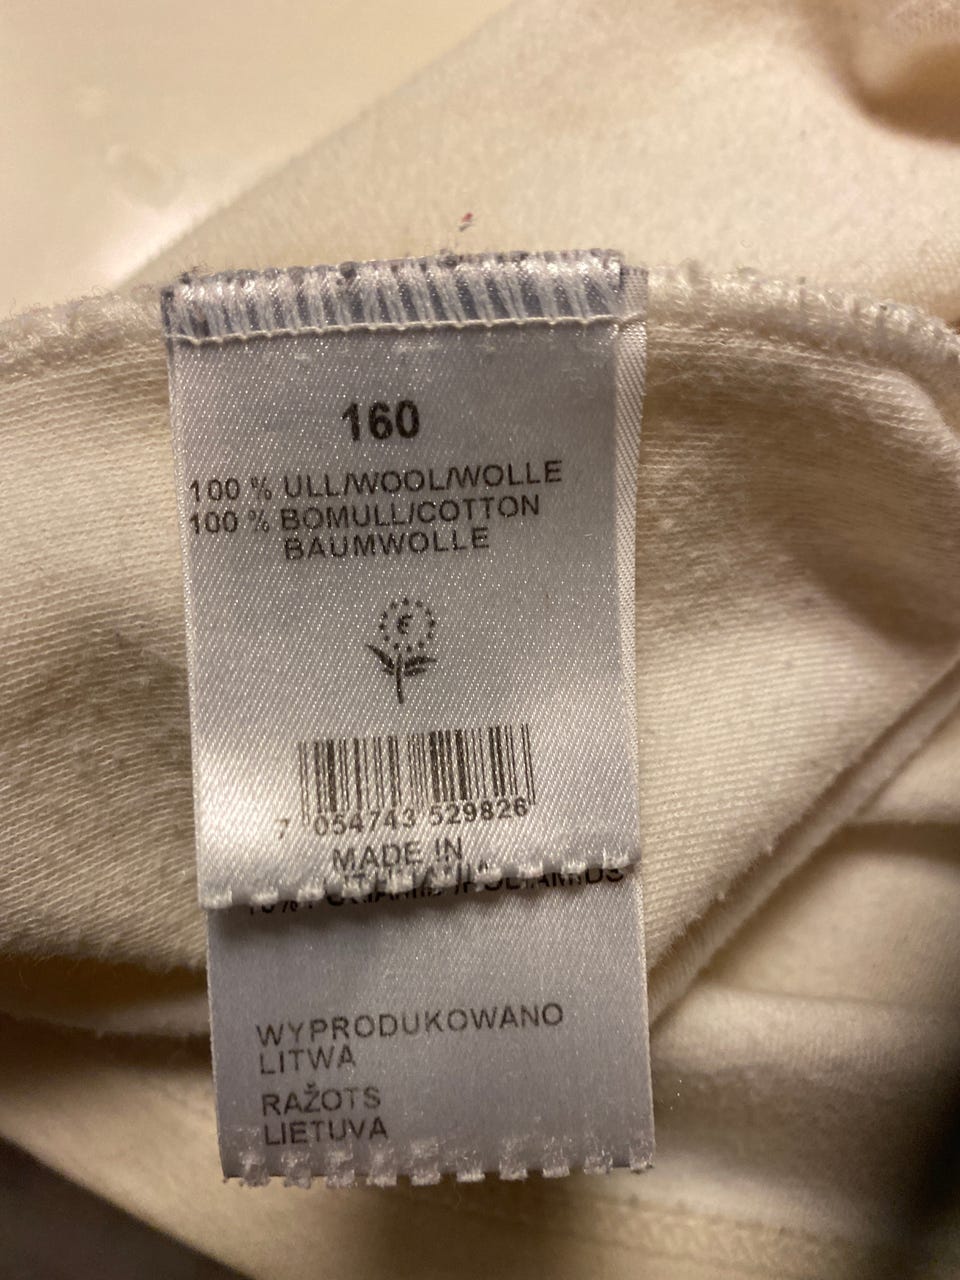 160
100 % ULL/WOOL/WOLLE
100 % BOMULL/COTTON
BAUMWOLLE
€
7 054743 529826
MADE IN
WYPRODUKOWANO
LITWA
RAŽOTS
LIETUVA